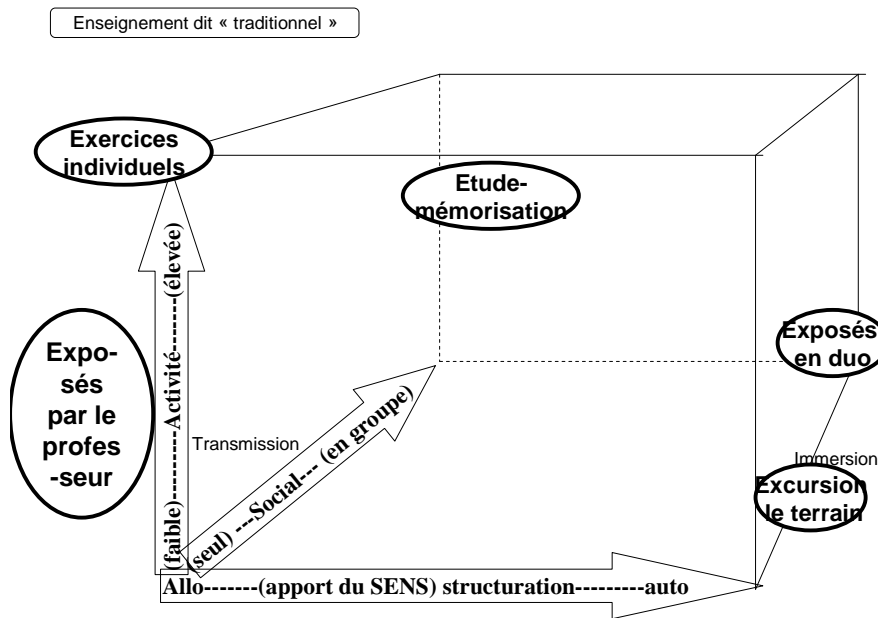 Enseignement dit « traditionnel »
Exercices
individuels
Etude-
mémorisation
(faible)-------Activité------(élevée)
Expo-
sés
par le
profes
-seur
Exposés
en duo
Transmission
(seul) ---Social--- (en groupe)
Immersion
Excursion
le terrain
Allo-------(apport du SENS) structuration---------auto